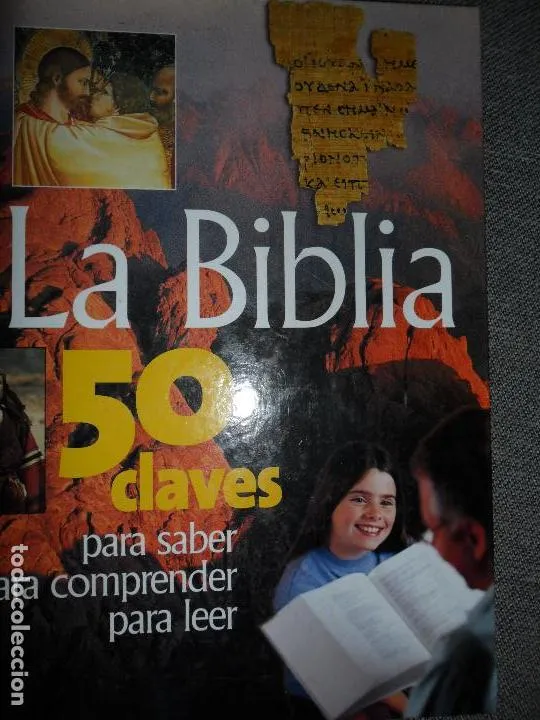 La Biblia
50
claves
para saber
ara comprender
para leer
todocoleccion